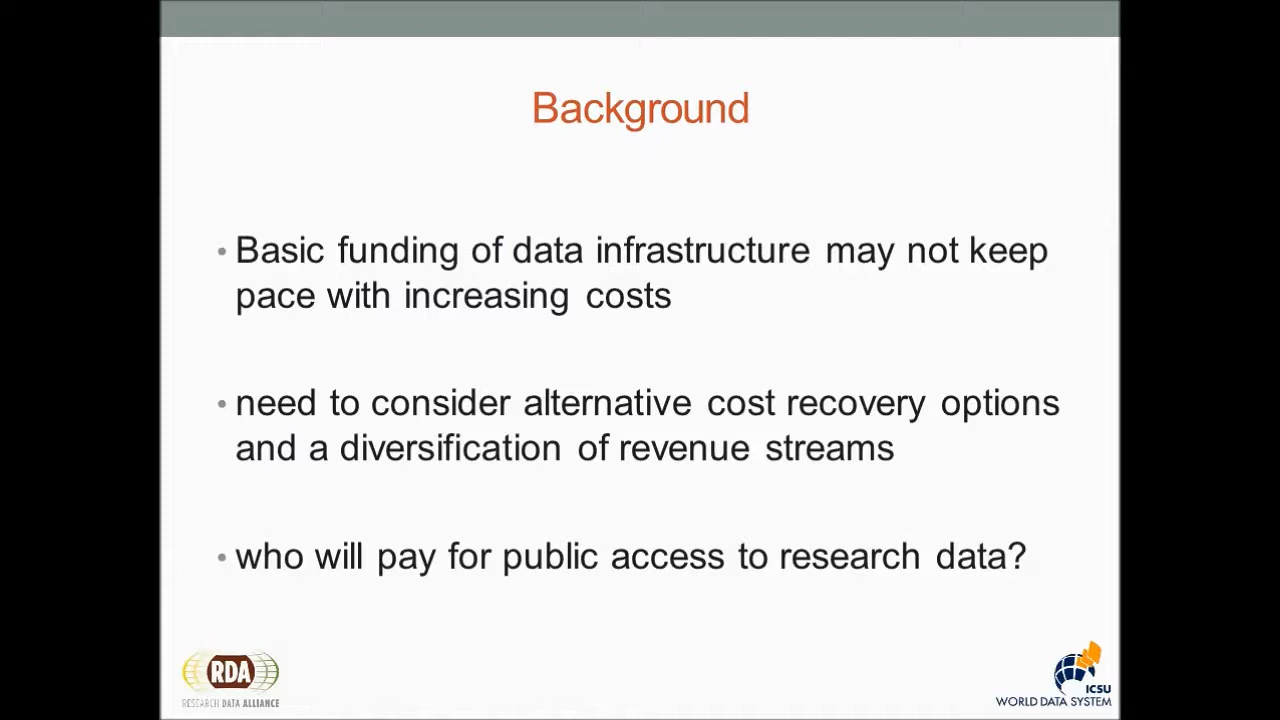 Background
• Basic funding of data infrastructure may not keep
pace with increasing costs
• need to consider alternative cost recovery options
and a diversification of revenue streams
• who will pay for public access to research data?
RDA
RESEARCH DATA ALLIANCE
ICSU
WORLD DATA SYSTEM